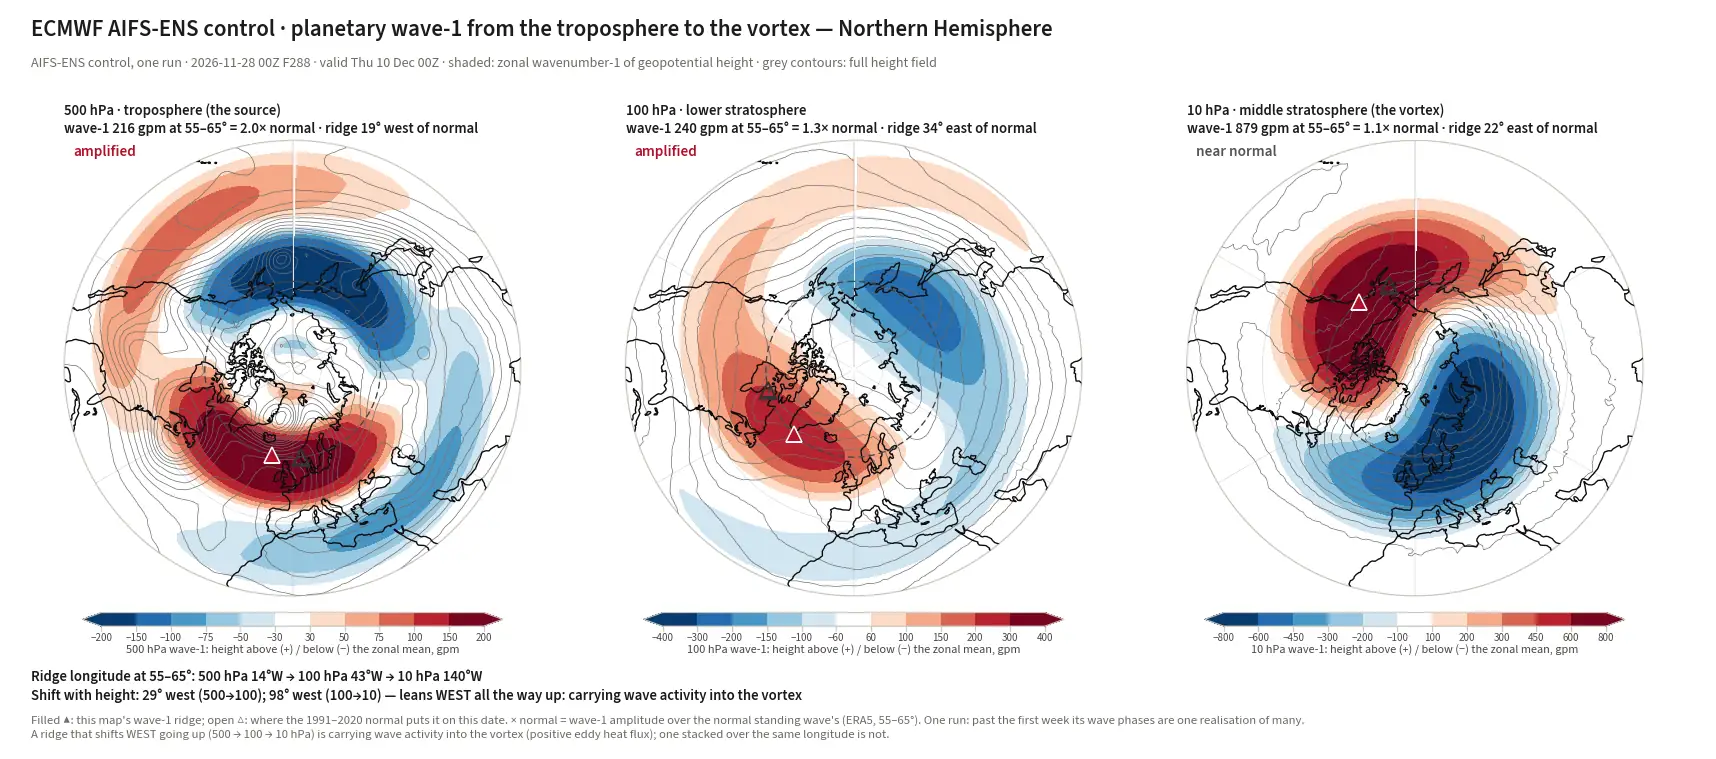 ECMWF AIFS-ENS control · planetary wave-1 from the troposphere to the vortex — Northern Hemisphere
AIFS-ENS control, one run · 2026-11-28 00Z F288 · valid Thu 10 Dec 00Z · shaded: zonal wavenumber-1 of geopotential height · grey contours: full height field
500 hPa · troposphere (the source)
wave-1 216 gpm at 55–65° = 2.0× normal · ridge 19° west of normal
amplified
100 hPa · lower stratosphere
wave-1 240 gpm at 55–65° = 1.3× normal · ridge 34° east of normal
amplified
10 hPa · middle stratosphere (the vortex)
wave-1 879 gpm at 55–65° = 1.1× normal · ridge 22° east of normal
near normal
−200 −150 −100 −75 −50 −30 30 50 75 100 150 200
500 hPa wave-1: height above (+) / below (−) the zonal mean, gpm
−400 −300 −200 −150 −100 −60 60 100 150 200 300 400
100 hPa wave-1: height above (+) / below (−) the zonal mean, gpm
−800 −600 −450 −300 −200 −100 100 200 300 450 600 800
10 hPa wave-1: height above (+) / below (−) the zonal mean, gpm
Ridge longitude at 55–65°: 500 hPa 14°W → 100 hPa 43°W → 10 hPa 140°W
Shift with height: 29° west (500→100); 98° west (100→10) — leans WEST all the way up: carrying wave activity into the vortex
Filled ▲: this map's wave-1 ridge; open △: where the 1991–2020 normal puts it on this date. × normal = wave-1 amplitude over the normal standing wave's (ERA5, 55–65°). One run: past the first week its wave phases are one realisation of many.
A ridge that shifts WEST going up (500 → 100 → 10 hPa) is carrying wave activity into the vortex (positive eddy heat flux); one stacked over the same longitude is not.